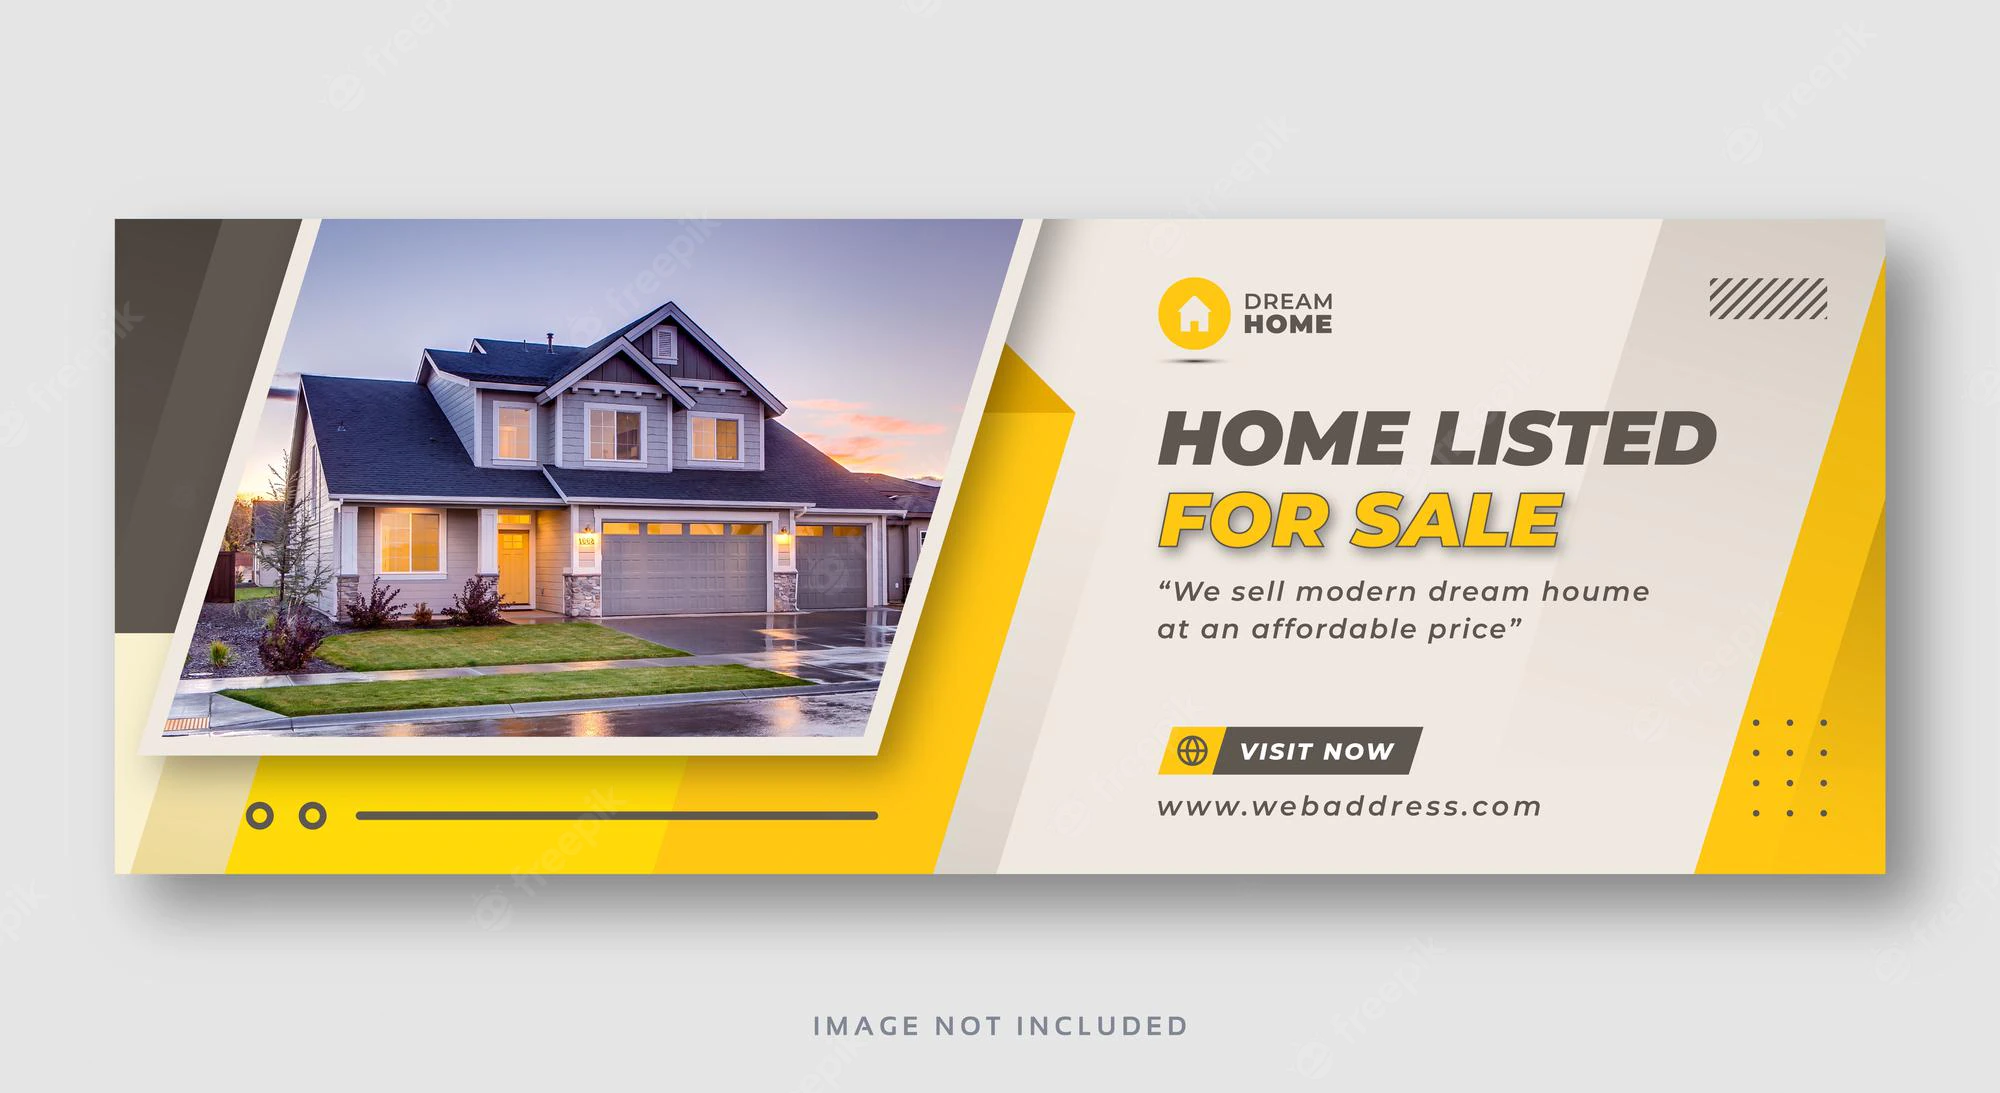 DREAM
HOME
HOME LISTED
FOR SALE
“We sell modern dream houme
at an affordable price”
VISIT NOW
www.webaddress.com
IMAGE NOT INCLUDED
freepik